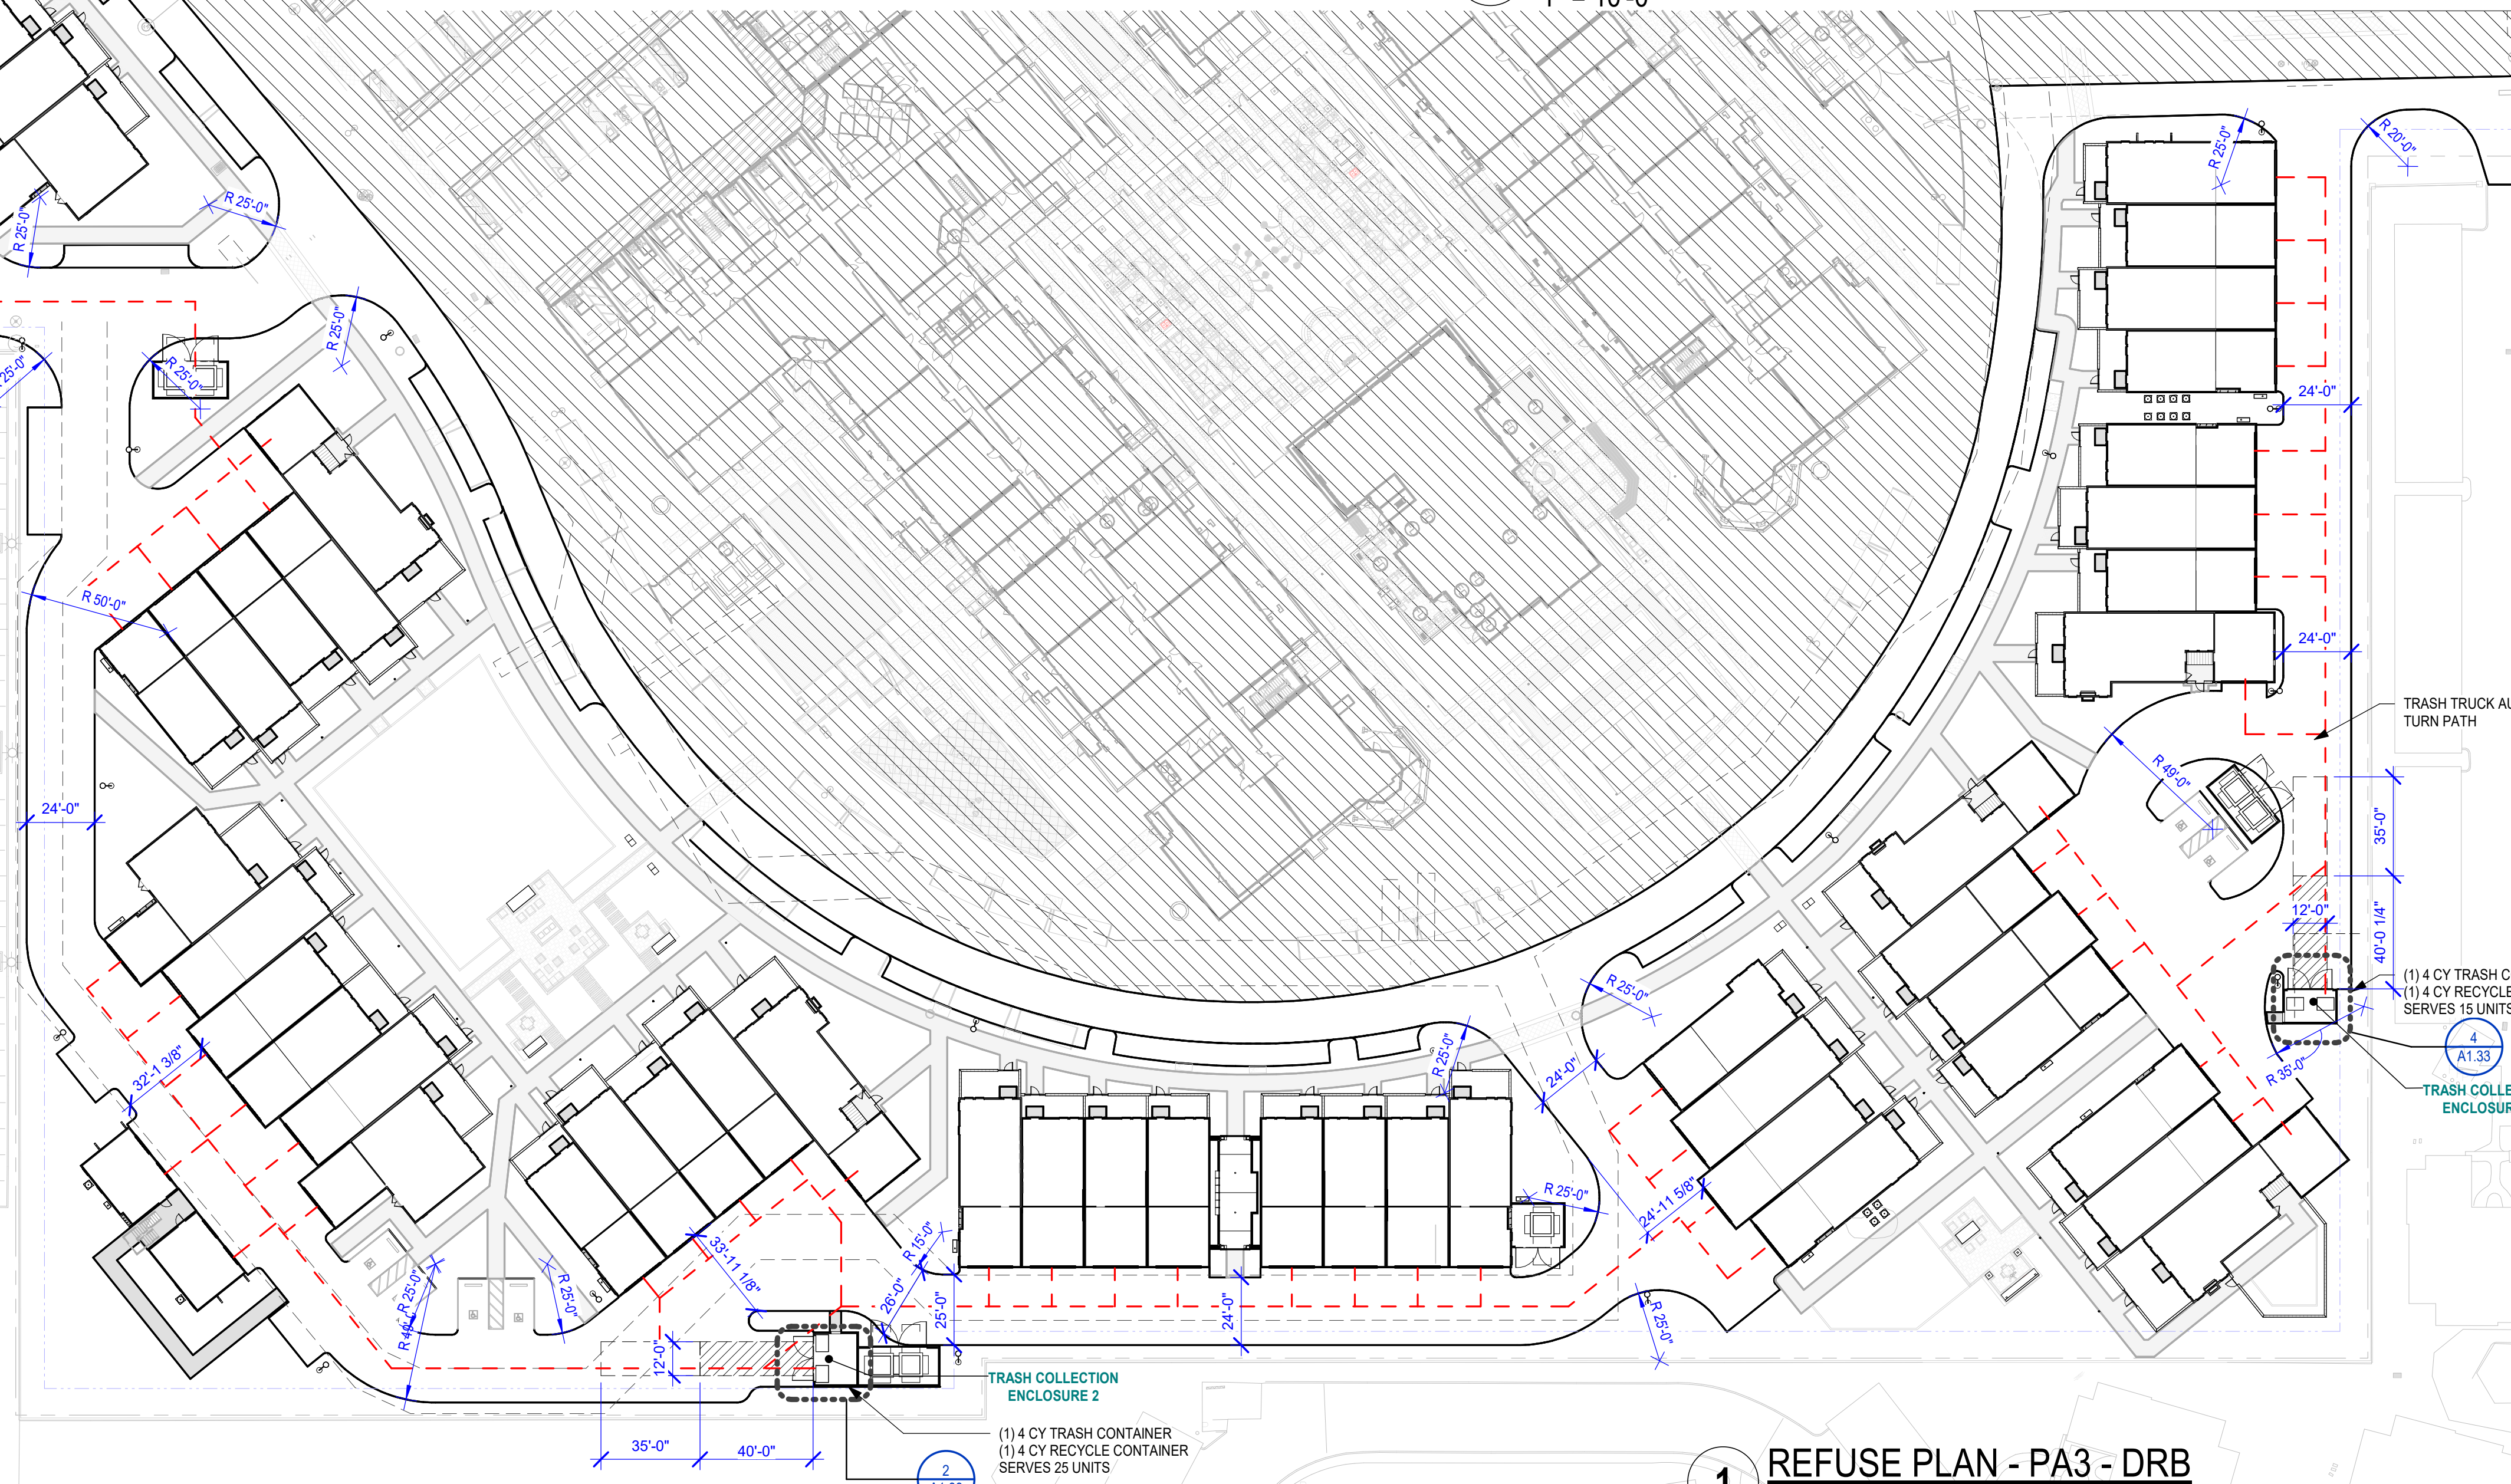 1" = 10'-0"
R 25'-0"
R 20'-0"
R 25'-0"
R 25'-0"
R 25'-0"
R 25'-0"
25'-0"
24'-0"
R 50'-0"
24'-0"
TRASH TRUCK AU
TURN PATH
R 49'-0"
24'-0"
35'-0"
12'-0"
40'-0 1/4"
(1) 4 CY TRASH C
(1) 4 CY RECYCLE
SERVES 15 UNITS
R 25'-0"
4
A1.33
32'-1 3/8"
R 25'-0"
24'-0"
R 35'-0"
TRASH COLLE
ENCLOSUR
R 25'-0"
24'-11 5/8"
R 15'-0"
33'-11 1/8"
R 25'-0"
R 25'-0"
R 49'-0"
26'-0"
25'-0"
24'-0"
R 25'-0"
12'-0"
TRASH COLLECTION
ENCLOSURE 2
(1) 4 CY TRASH CONTAINER
(1) 4 CY RECYCLE CONTAINER
SERVES 25 UNITS
35'-0"
40'-0"
2
1
REFUSE PLAN - PA3 - DRB